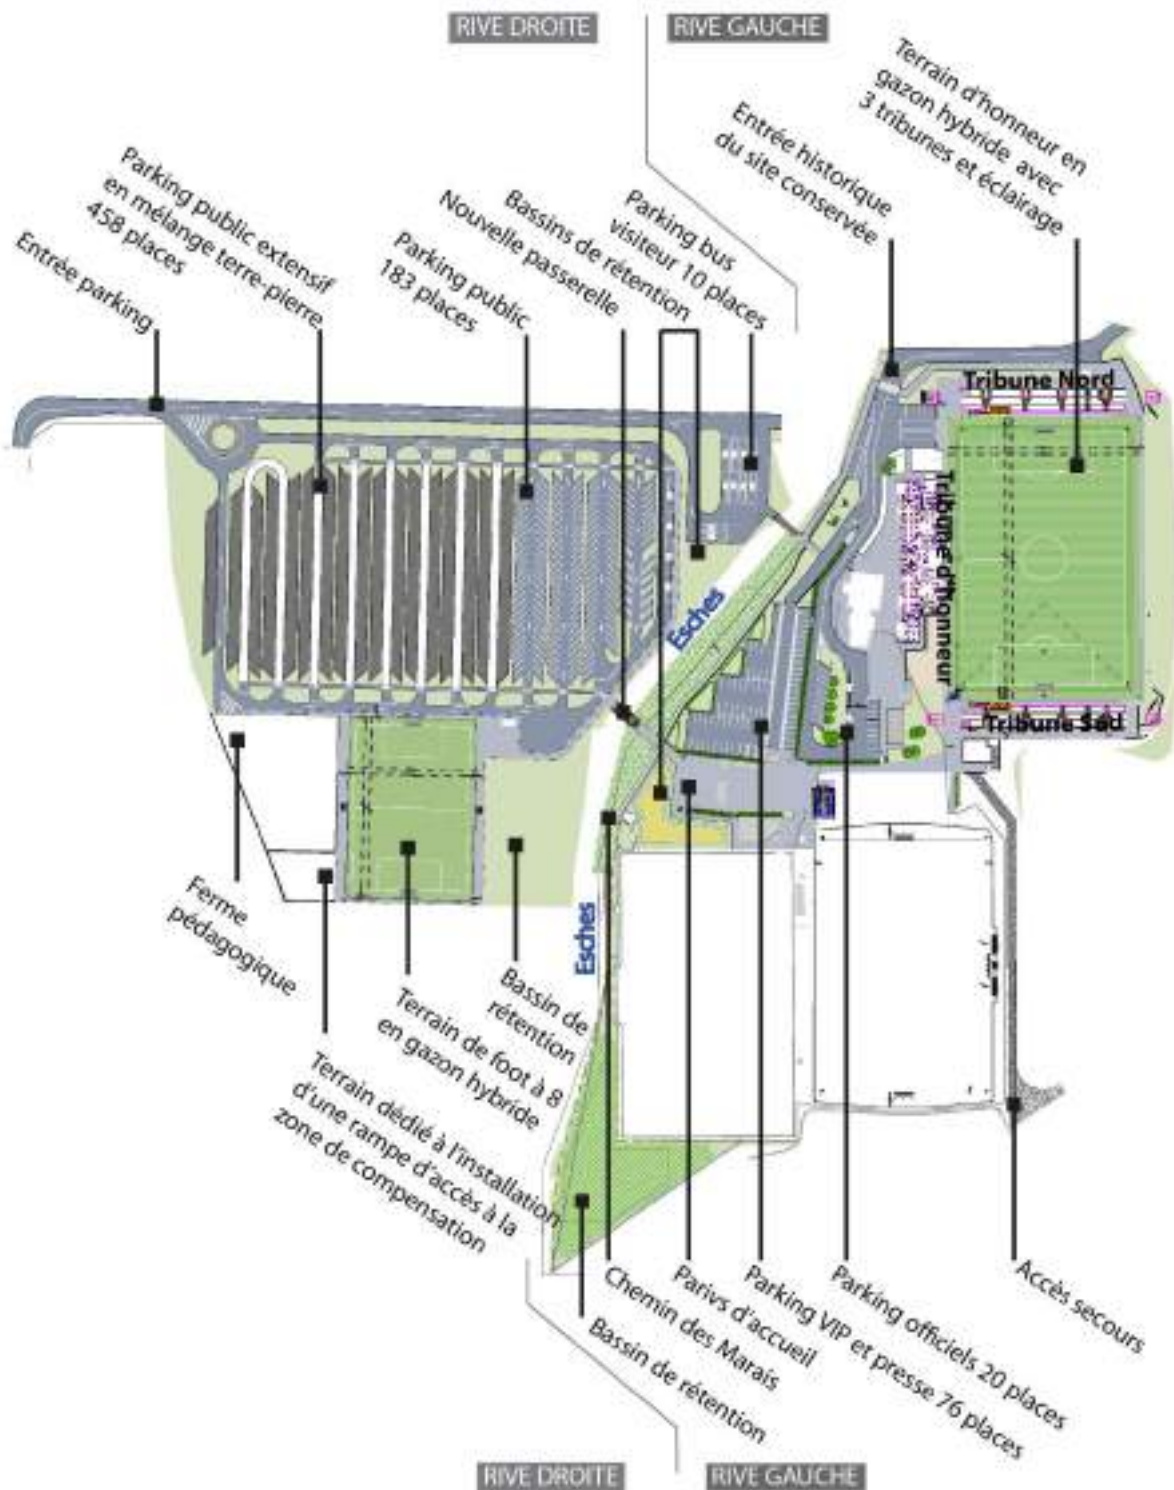 RIVE DROITE
RIVE GAUCHE
Terrain d'honneur en
gazon hybride avec
3 tribunes et éclairage
Entrée historique
du site conservée
Parking bus
visiteur 10 places
Bassins de rétention
Nouvelle passerelle
Parking public
183 places
Parking public extensif
en mélange terre-pierre
458 places
Entrée parking
Tribune Nord
Tribune d'honneur
Tribune Sud
Esches
Esches
Ferme
pédagogique
Terrain dédié à l'installation
d'une rampe d'accès à la
zone de compensation
Terrain de foot à 8
en gazon hybride
Bassin de
rétention
Bassin de rétention
Chemin des Marais
Parivs d'accueil
Parking VIP et presse 76 places
Parking officiels 20 places
Accès secours
RIVE DROITE
RIVE GAUCHE